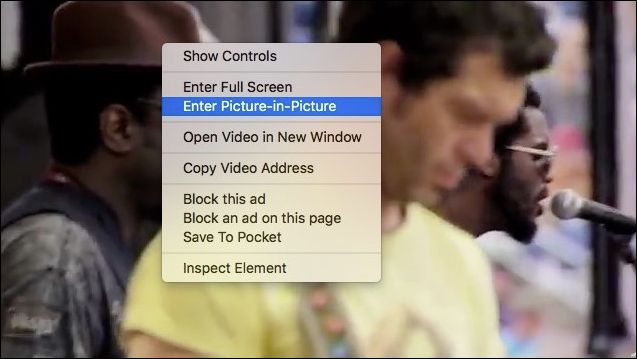 Show Controls
Enter Full Screen
Enter Picture-in-Picture
Open Video in New Window
Copy Video Address
Block this ad
Block an ad on this page
Save To Pocket
Inspect Element